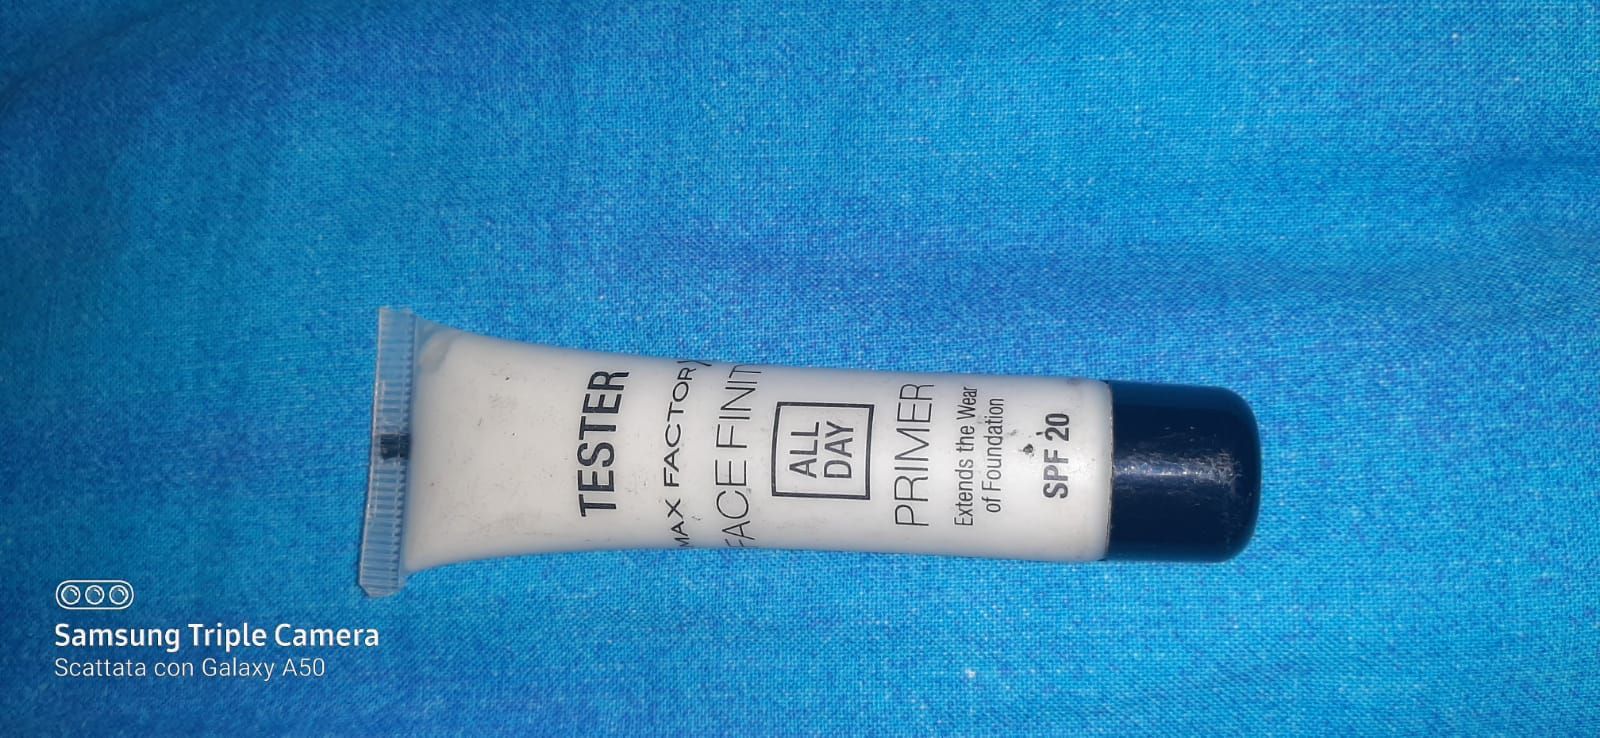 TESTER
MAX FACTORY
FACE FINIT
ALL
DAY
PRIMER
Extends the Wear
of Foundation
SPF 20
Samsung Triple Camera
Scattata con Galaxy A50